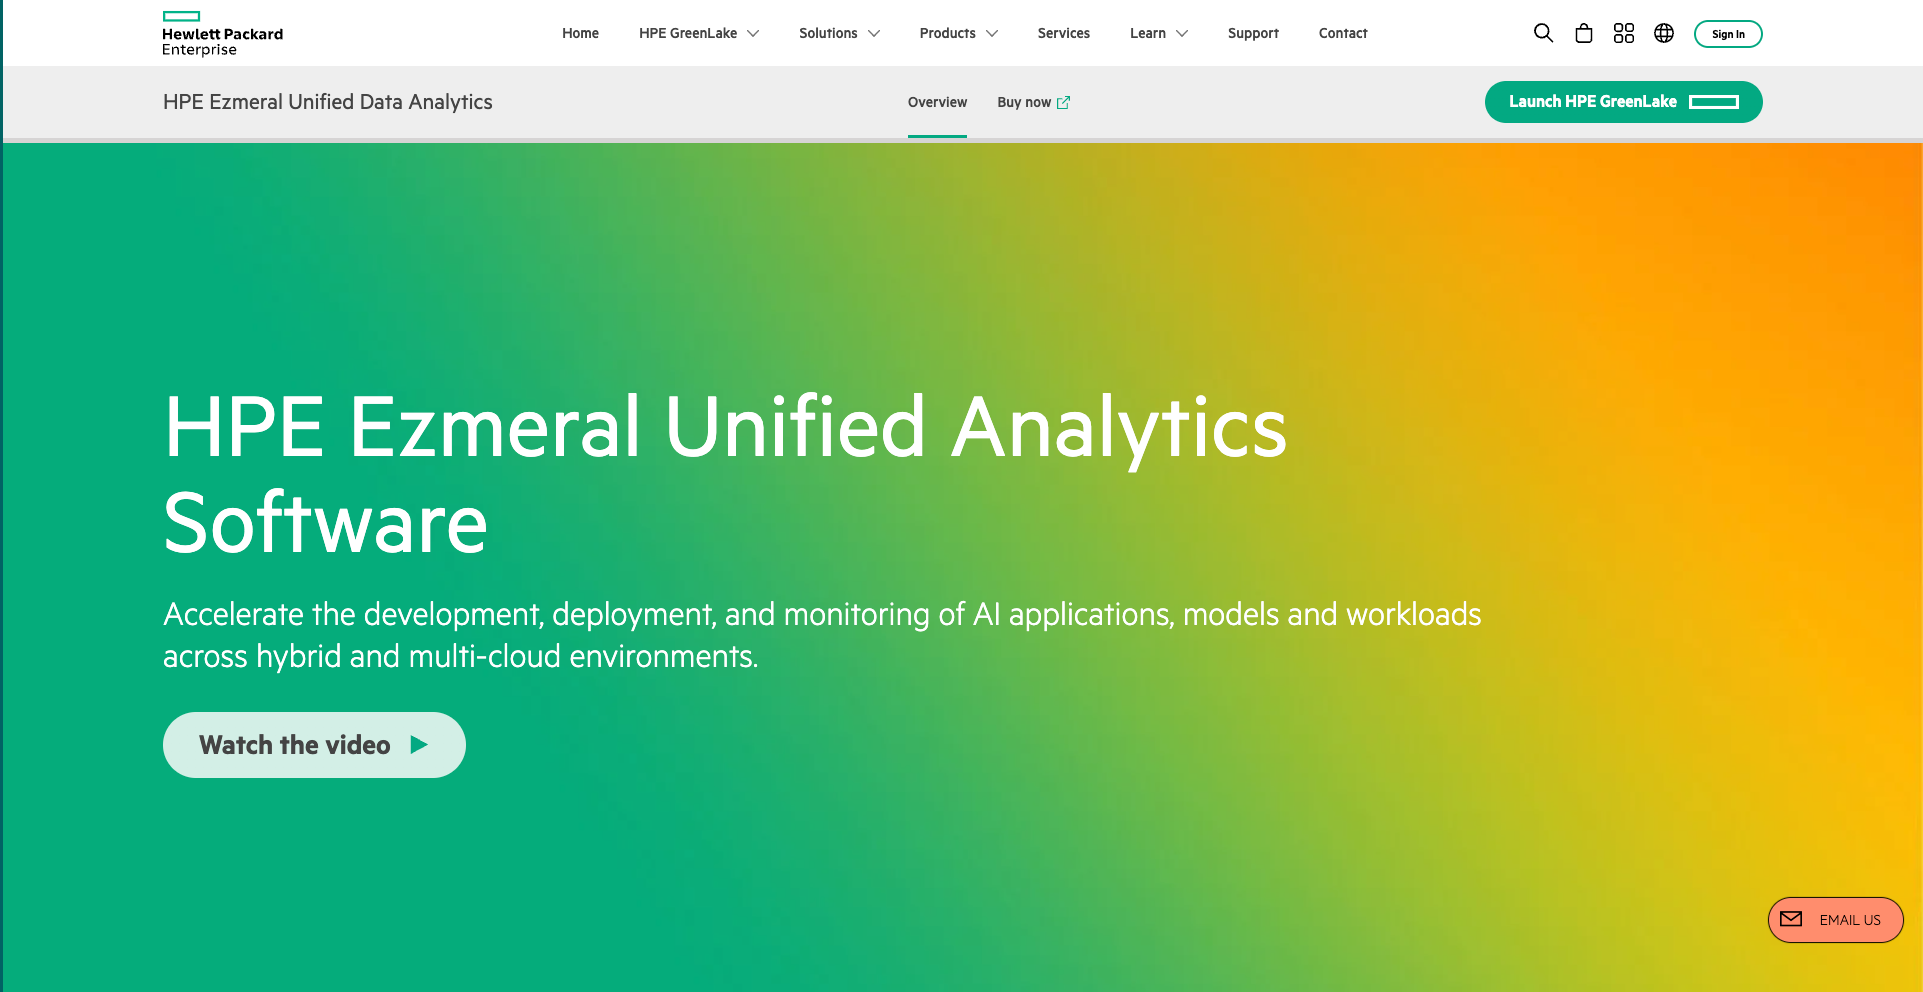 Hewlett Packard
Enterprise
Home
HPE GreenLake
Solutions
Products
Services
Learn
Support
Contact
Sign In
HPE Ezmeral Unified Data Analytics
Overview
Buy now
Launch HPE GreenLake
HPE Ezmeral Unified Analytics
Software
Accelerate the development, deployment, and monitoring of AI applications, models and workloads
across hybrid and multi-cloud environments.
Watch the video
EMAIL US